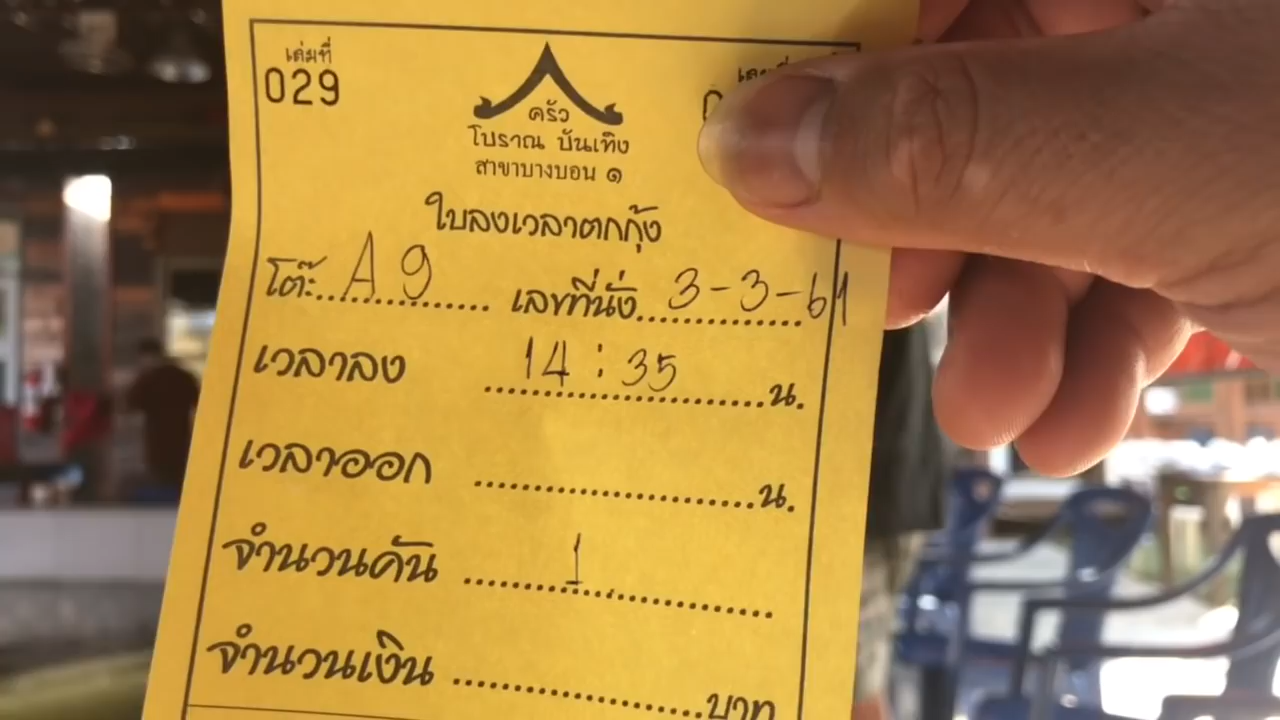 เล่มที่
029
ครัว
โบราณ บันเทิง
สาขาบางบอน ๑
ใบลงเวลาตกกุ้ง
โต๊ะ A9 เลขที่นั่ง 3-3-61
เวลาลง 14:35 น.
เวลาออก น.
จำนวนคัน 1
จำนวนเงิน บาท